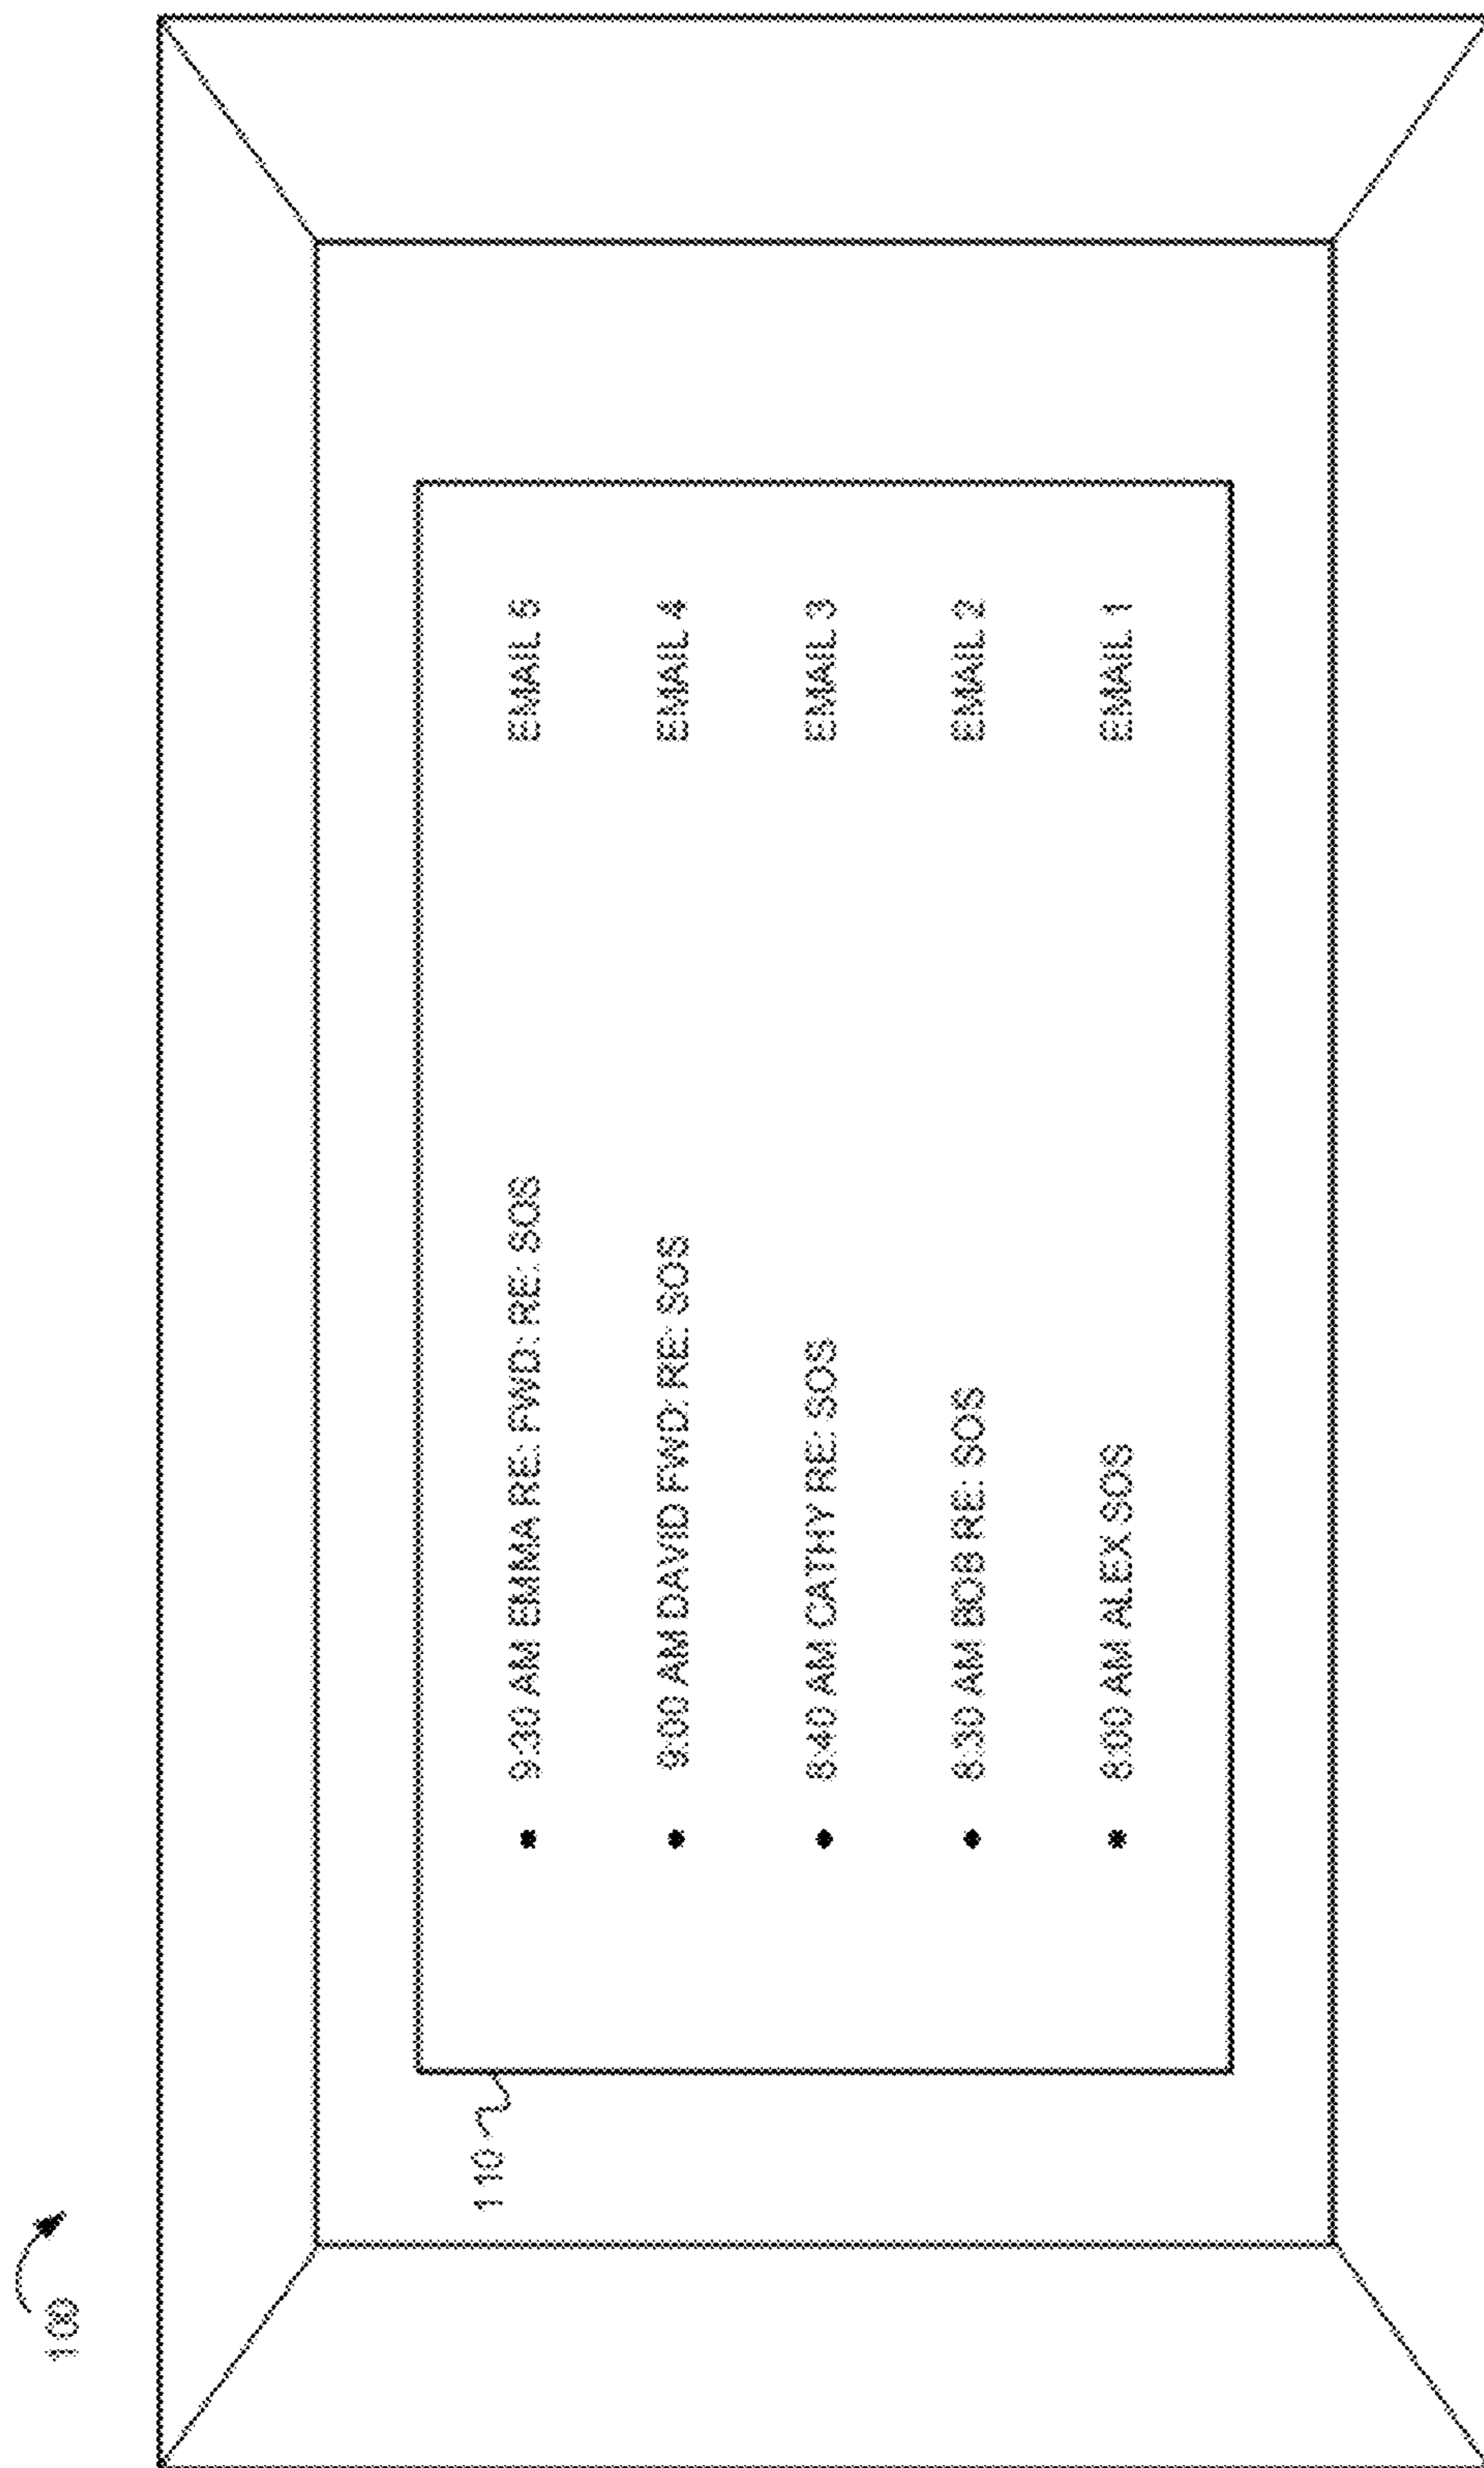 100
110
• 9:30 AM EMMA RE: FWD: RE: SOS EMAIL 5
• 9:00 AM DAVID FWD: RE: SOS EMAIL 4
• 8:40 AM CATHY RE: SOS EMAIL 3
• 8:30 AM BOB RE: SOS EMAIL 2
• 8:00 AM ALEX SOS EMAIL 1